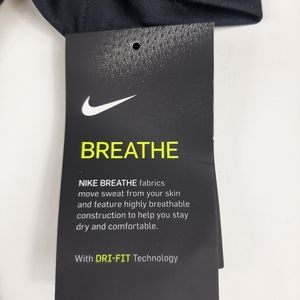 BREATHE
NIKE BREATHE fabrics
move sweat from your skin
and feature highly breathable
construction to help you stay
dry and comfortable.
With DRI-FIT Technology